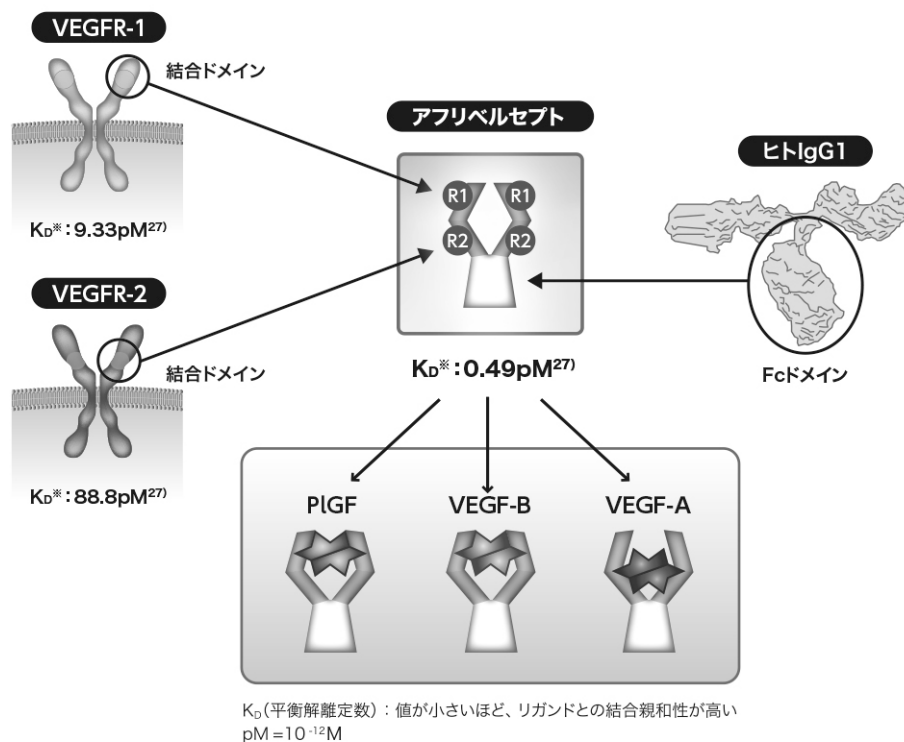 VEGFR-1
結合ドメイン
KD※：9.33pM27)
アフリベルセプト
R1 R1
R2 R2
KD※：0.49pM27)
ヒトIgG1
Fcドメイン
VEGFR-2
結合ドメイン
KD※：88.8pM27)
PlGF VEGF-B VEGF-A
KD（平衡解離定数）：値が小さいほど、リガンドとの結合親和性が高い
pM＝10-12M